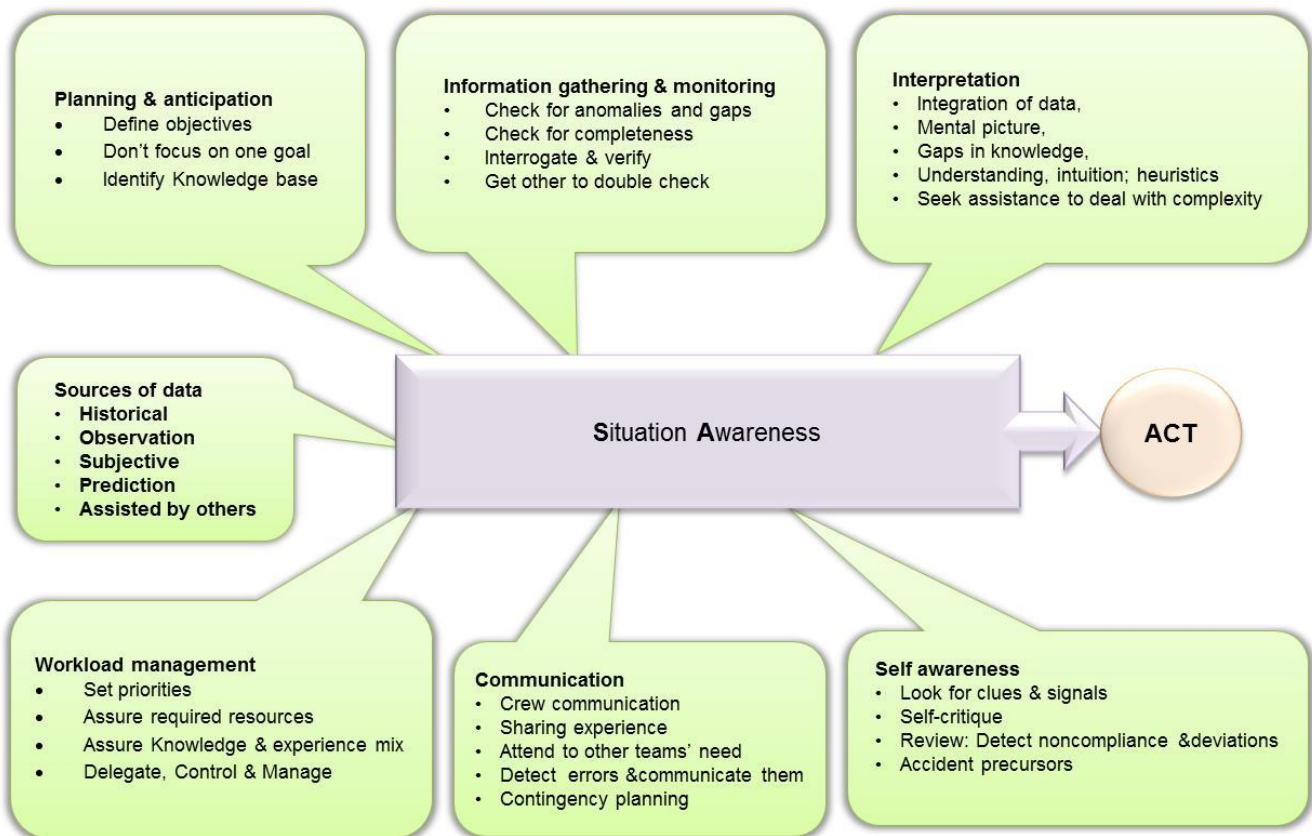 Planning & anticipation
• Define objectives
• Don't focus on one goal
• Identify Knowledge base
Information gathering & monitoring
• Check for anomalies and gaps
• Check for completeness
• Interrogate & verify
• Get other to double check
Interpretation
• Integration of data,
• Mental picture,
• Gaps in knowledge,
• Understanding, intuition; heuristics
• Seek assistance to deal with complexity
Sources of data
• Historical
• Observation
• Subjective
• Prediction
• Assisted by others
Situation Awareness
ACT
Workload management
• Set priorities
• Assure required resources
• Assure Knowledge & experience mix
• Delegate, Control & Manage
Communication
• Crew communication
• Sharing experience
• Attend to other teams' need
• Detect errors &communicate them
• Contingency planning
Self awareness
• Look for clues & signals
• Self-critique
• Review: Detect noncompliance &deviations
• Accident precursors